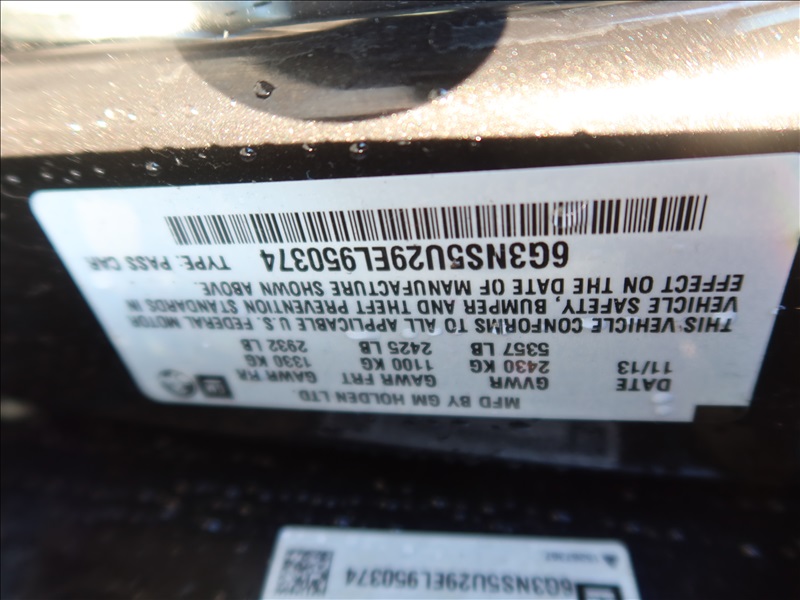 MFD BY GM HOLDEN LTD.
DATE GVWR GAWR FRT GAWR RR
11/13 2430 KG 1100 KG 1330 KG
5357 LB 2425 LB 2932 LB
THIS VEHICLE CONFORMS TO ALL APPLICABLE U.S. FEDERAL MOTOR
VEHICLE SAFETY, BUMPER AND THEFT PREVENTION STANDARDS IN
EFFECT ON THE DATE OF MANUFACTURE SHOWN ABOVE.
6G3NS5U29EL950374 TYPE: PASS CAR
6G3NS5U29EL950374